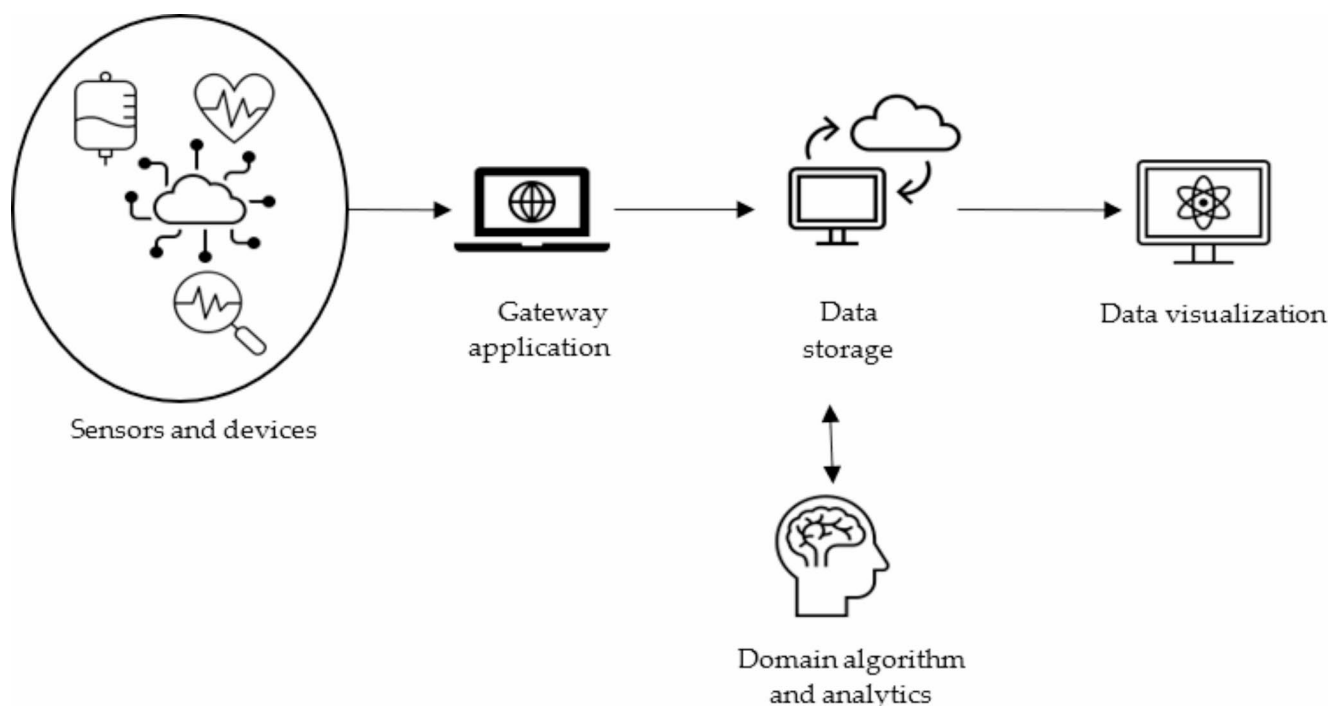 Gateway
application
Data
storage
Data visualization
Sensors and devices
Domain algorithm
and analytics